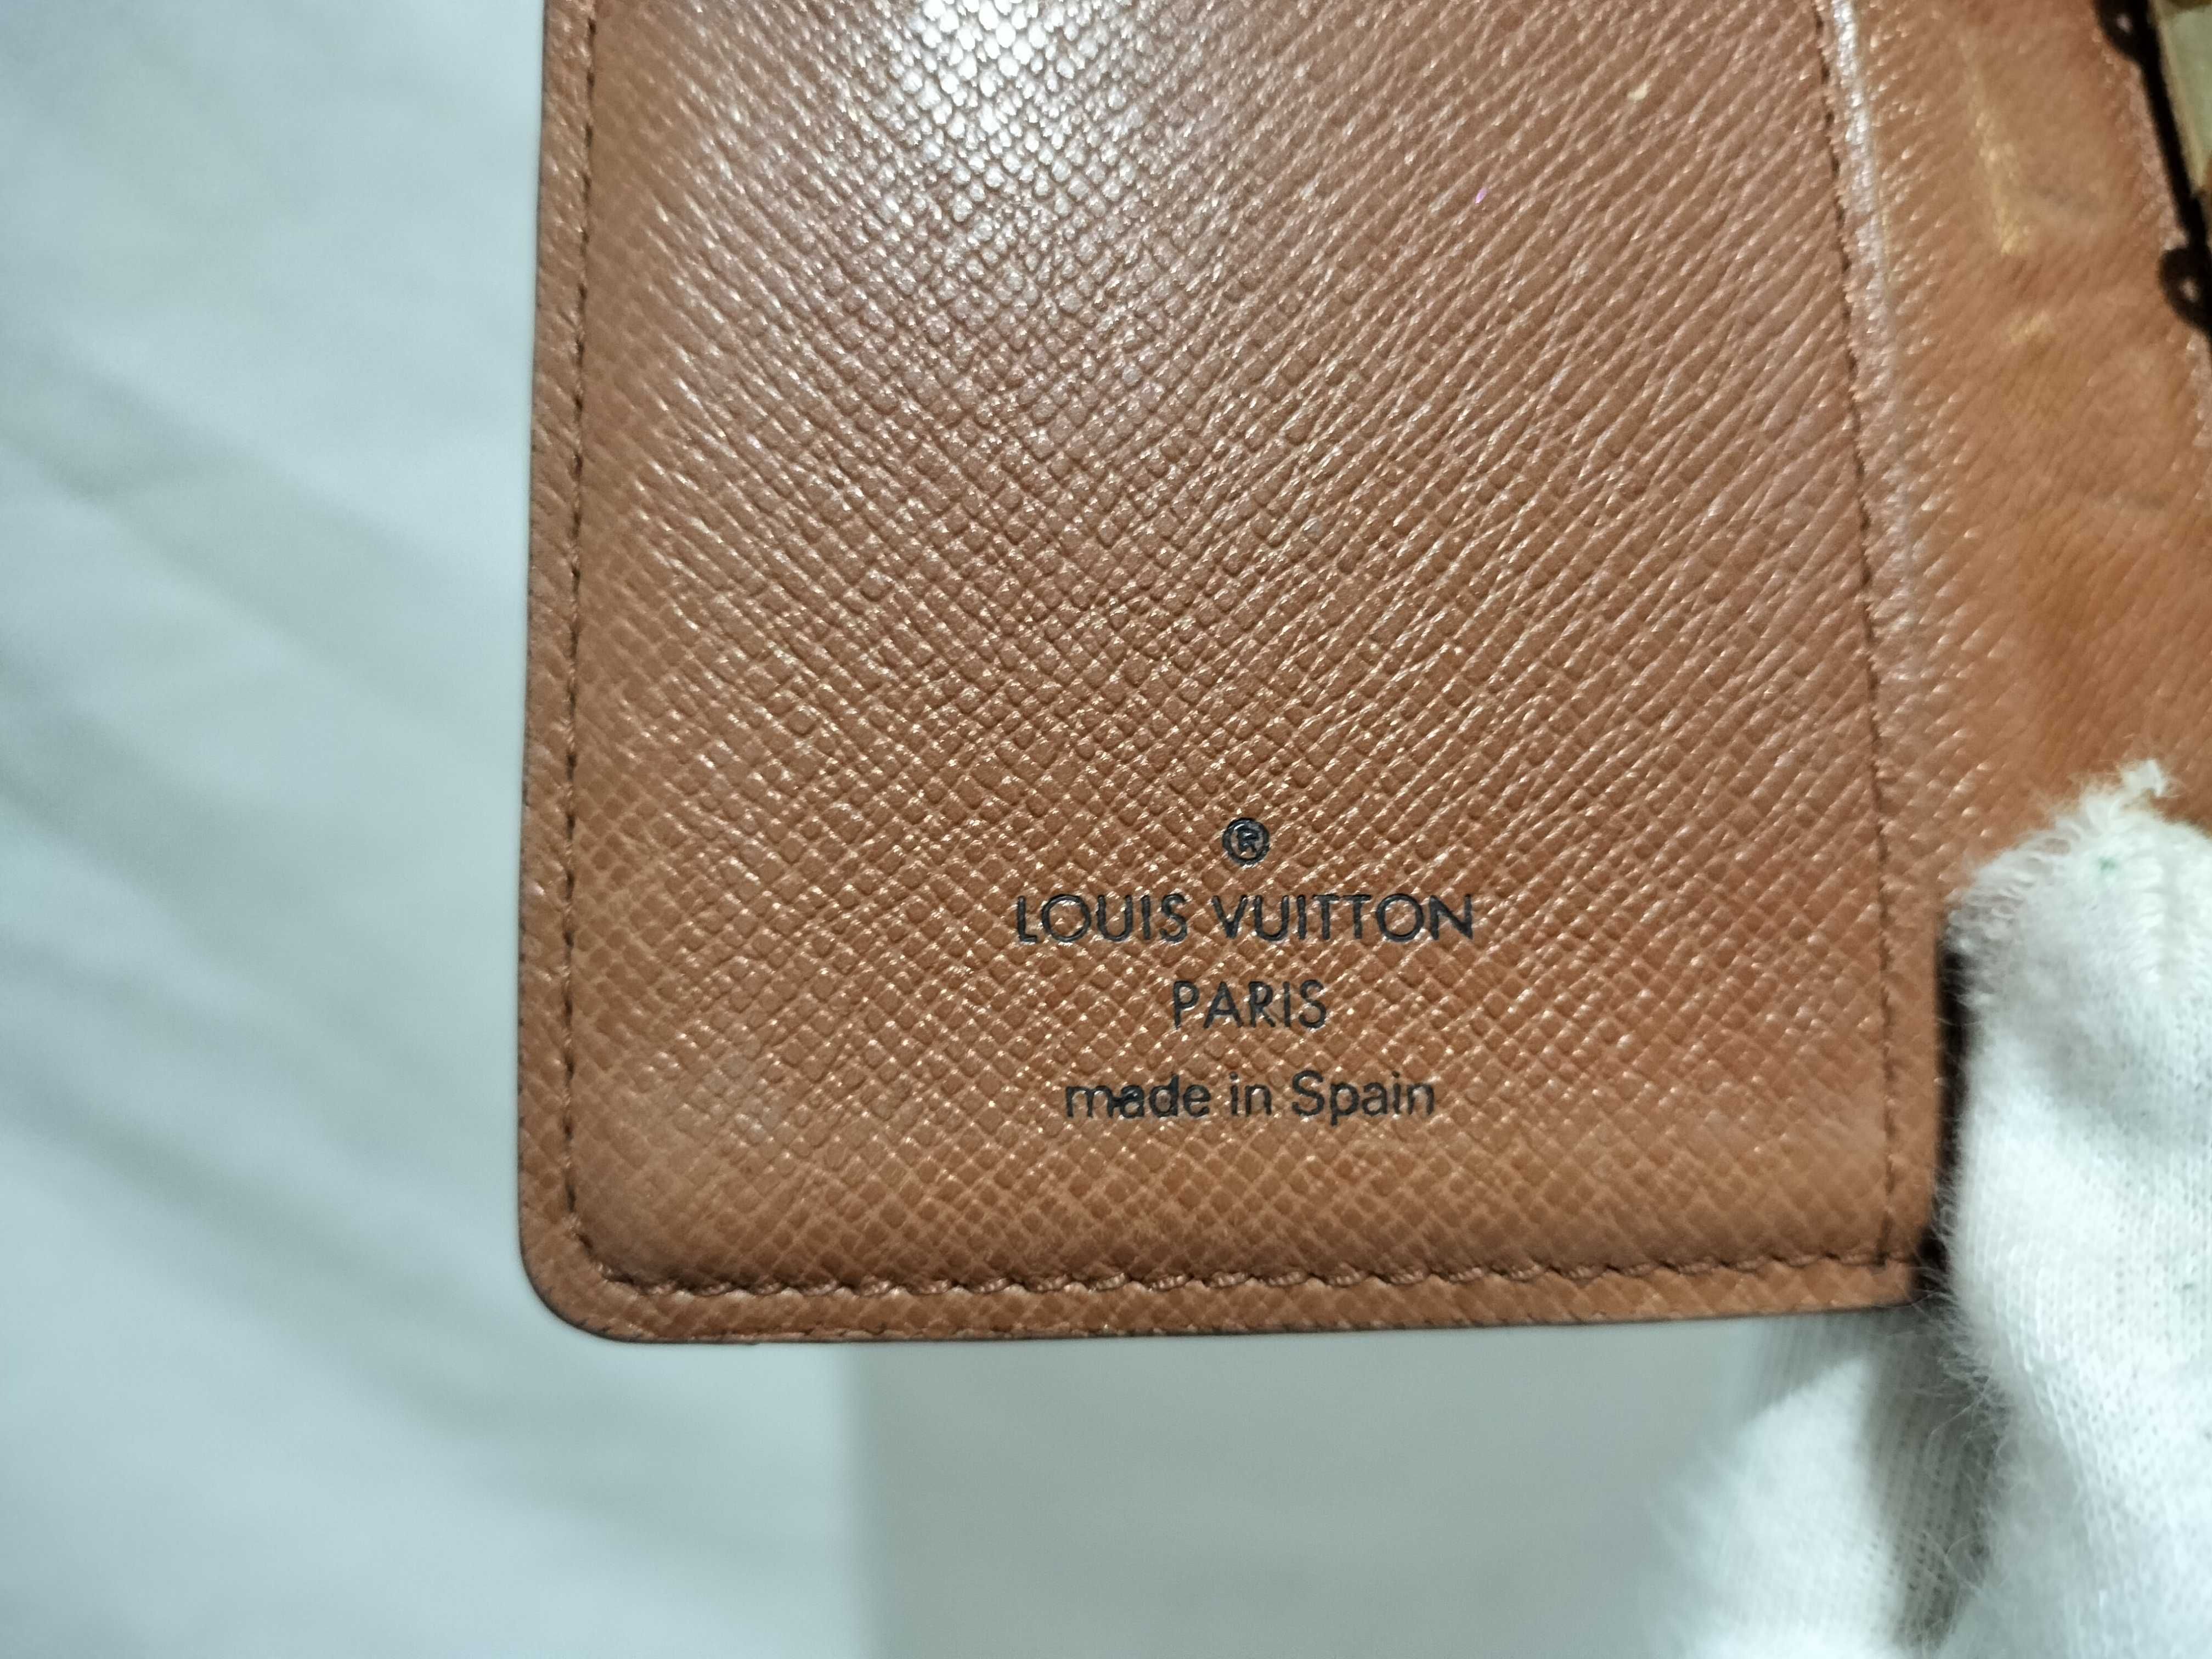 ®
LOUIS VUITTON
PARIS
made in Spain